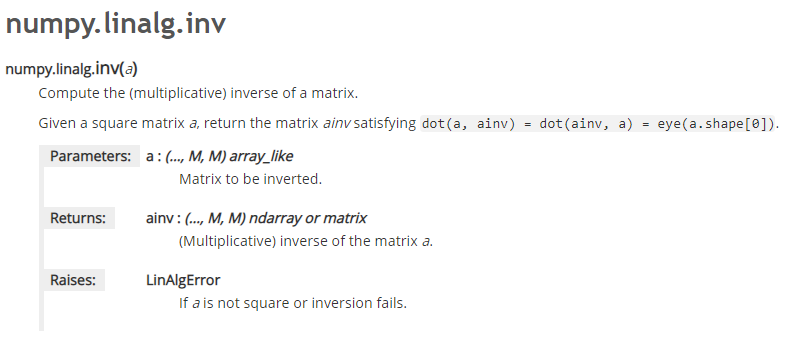 numpy.linalg.inv
numpy.linalg.inv(a)
Compute the (multiplicative) inverse of a matrix.
Given a square matrix a, return the matrix ainv satisfying dot(a, ainv) = dot(ainv, a) = eye(a.shape[0]).
Parameters: a : (..., M, M) array_like
Matrix to be inverted.
Returns: ainv : (..., M, M) ndarray or matrix
(Multiplicative) inverse of the matrix a.
Raises: LinAlgError
If a is not square or inversion fails.